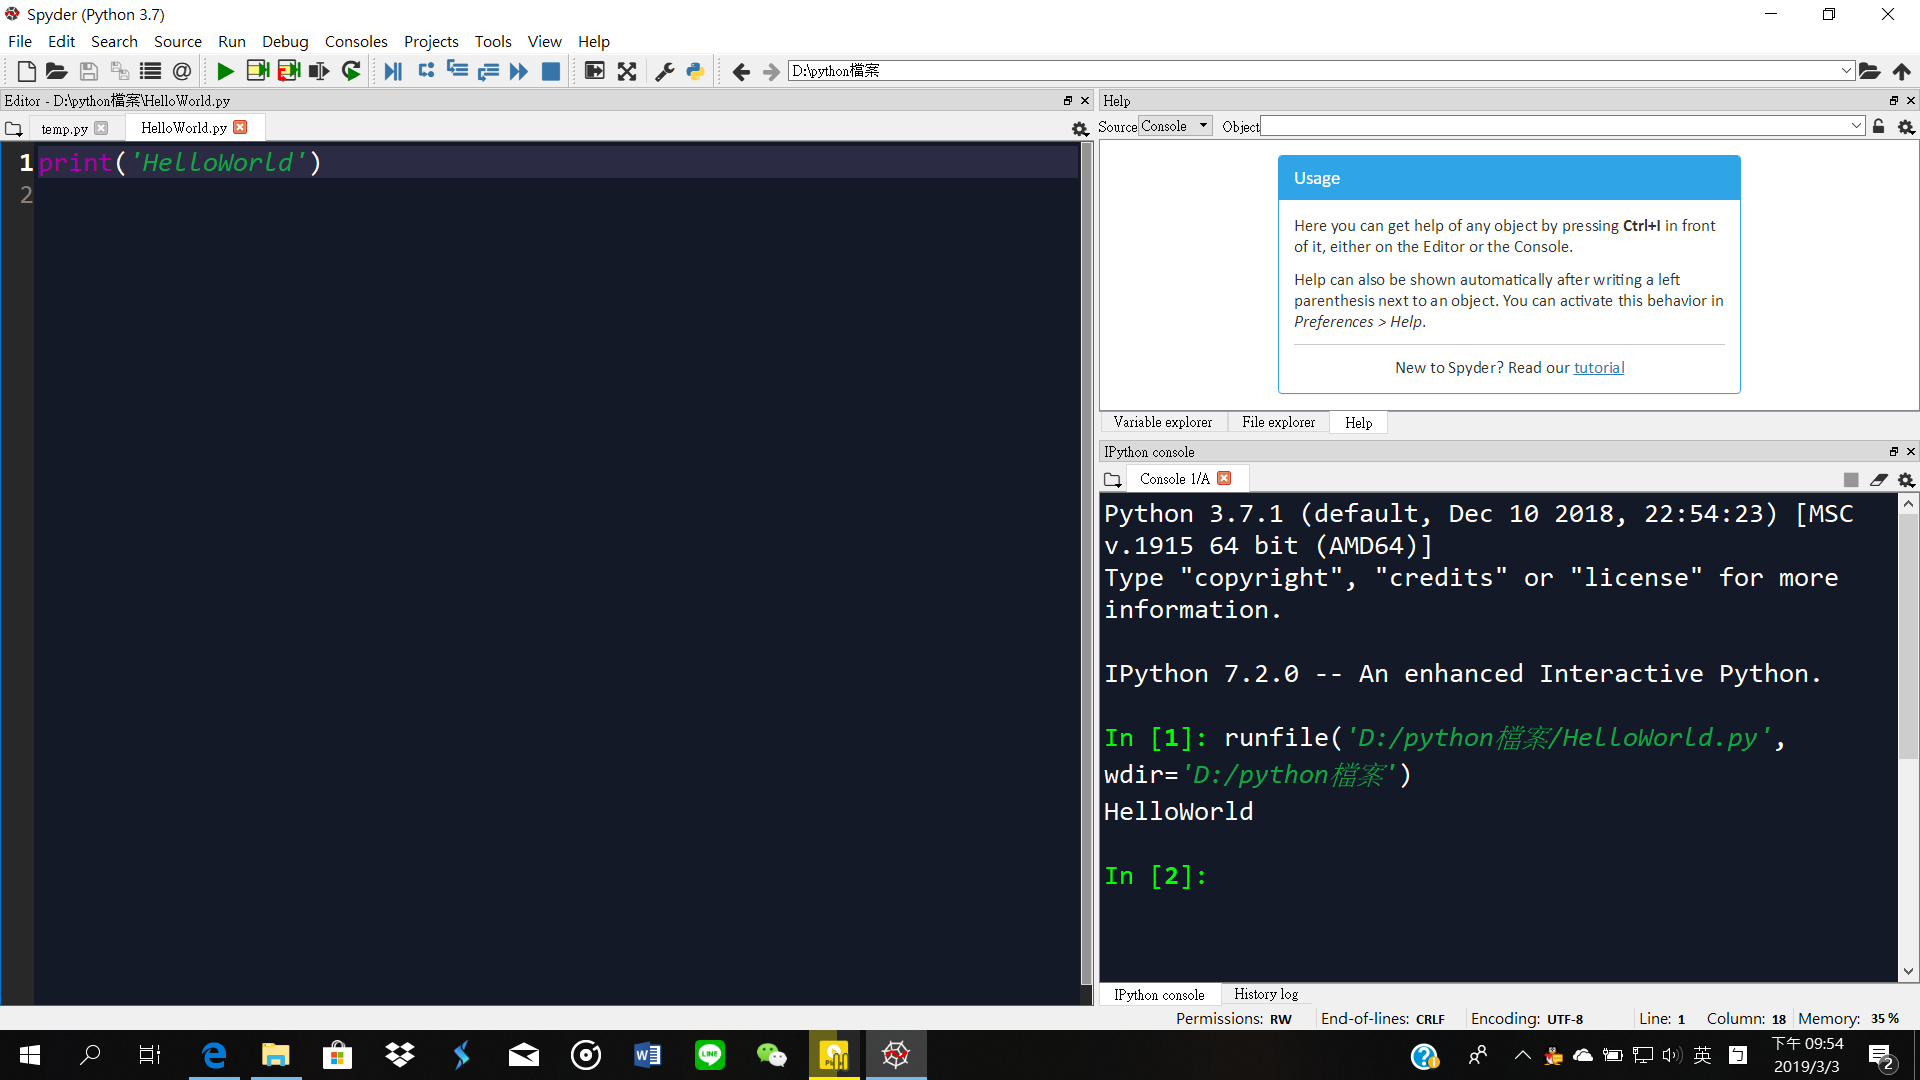 Spyder (Python 3.7)
File Edit Search Source Run Debug Consoles Projects Tools View Help
D:\python檔案
Editor - D:\python檔案\HelloWorld.py
temp.py HelloWorld.py
1 print('HelloWorld')
2
Help
Source Console Object
Usage
Here you can get help of any object by pressing Ctrl+I in front
of it, either on the Editor or the Console.
Help can also be shown automatically after writing a left
parenthesis next to an object. You can activate this behavior in
Preferences > Help.
New to Spyder? Read our tutorial
Variable explorer File explorer Help
IPython console
Console 1/A
Python 3.7.1 (default, Dec 10 2018, 22:54:23) [MSC
v.1915 64 bit (AMD64)]
Type "copyright", "credits" or "license" for more
information.
IPython 7.2.0 -- An enhanced Interactive Python.
In [1]: runfile('D:/python檔案/HelloWorld.py',
wdir='D:/python檔案')
HelloWorld
In [2]:
IPython console History log
Permissions: RW End-of-lines: CRLF Encoding: UTF-8 Line: 1 Column: 18 Memory: 35 %
LINE
英
下午 09:54
2019/3/3
2